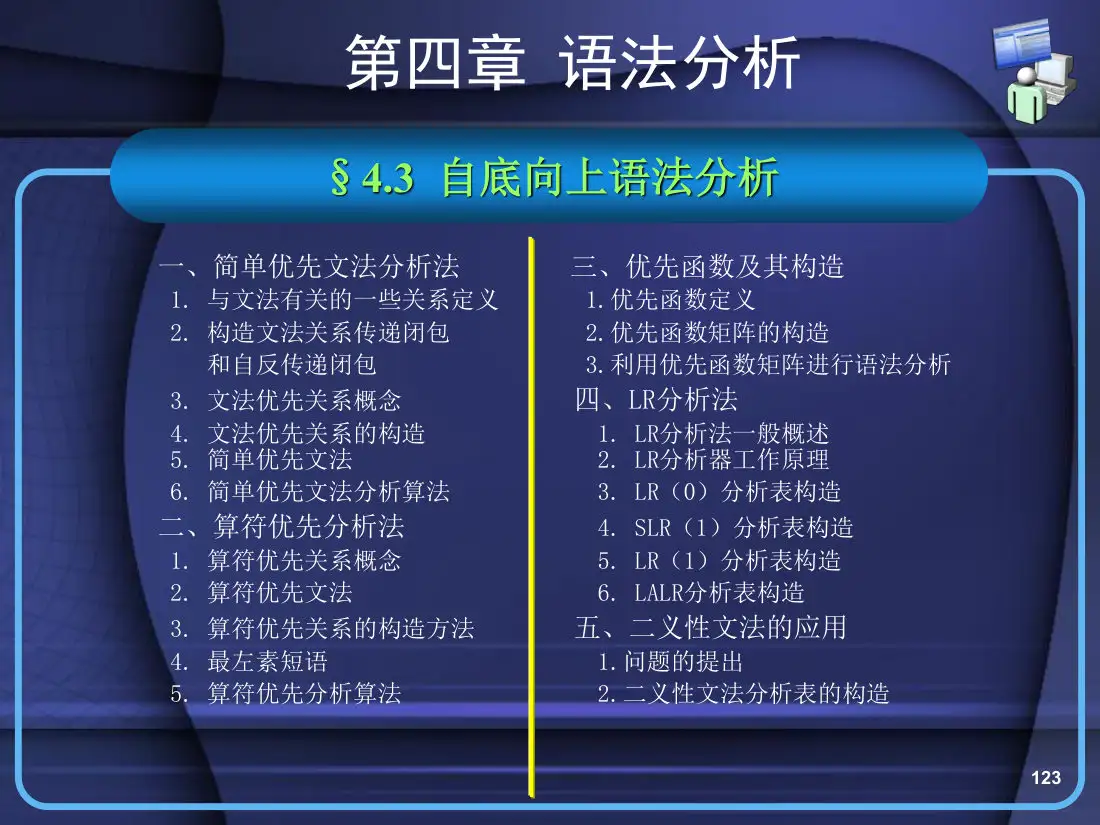 第四章 语法分析
§4.3 自底向上语法分析
一、简单优先文法分析法
1. 与文法有关的一些关系定义
2. 构造文法关系传递闭包
和自反传递闭包
3. 文法优先关系概念
4. 文法优先关系的构造
5. 简单优先文法
6. 简单优先文法分析算法
二、算符优先分析法
1. 算符优先关系概念
2. 算符优先文法
3. 算符优先关系的构造方法
4. 最左素短语
5. 算符优先分析算法
三、优先函数及其构造
1.优先函数定义
2.优先函数矩阵的构造
3.利用优先函数矩阵进行语法分析
四、LR分析法
1. LR分析法一般概述
2. LR分析器工作原理
3. LR（0）分析表构造
4. SLR（1）分析表构造
5. LR（1）分析表构造
6. LALR分析表构造
五、二义性文法的应用
1.问题的提出
2.二义性文法分析表的构造
123